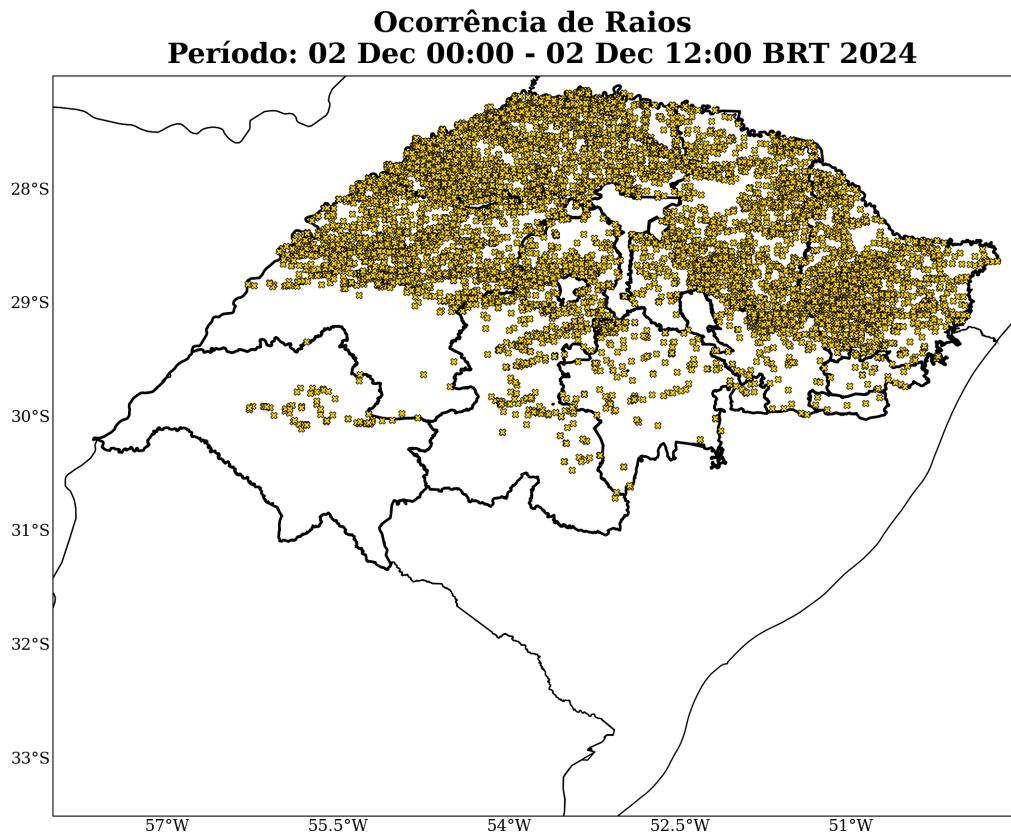 Ocorrência de Raios
Período: 02 Dec 00:00 - 02 Dec 12:00 BRT 2024
28°S
29°S
30°S
31°S
32°S
33°S
57°W 55.5°W 54°W 52.5°W 51°W